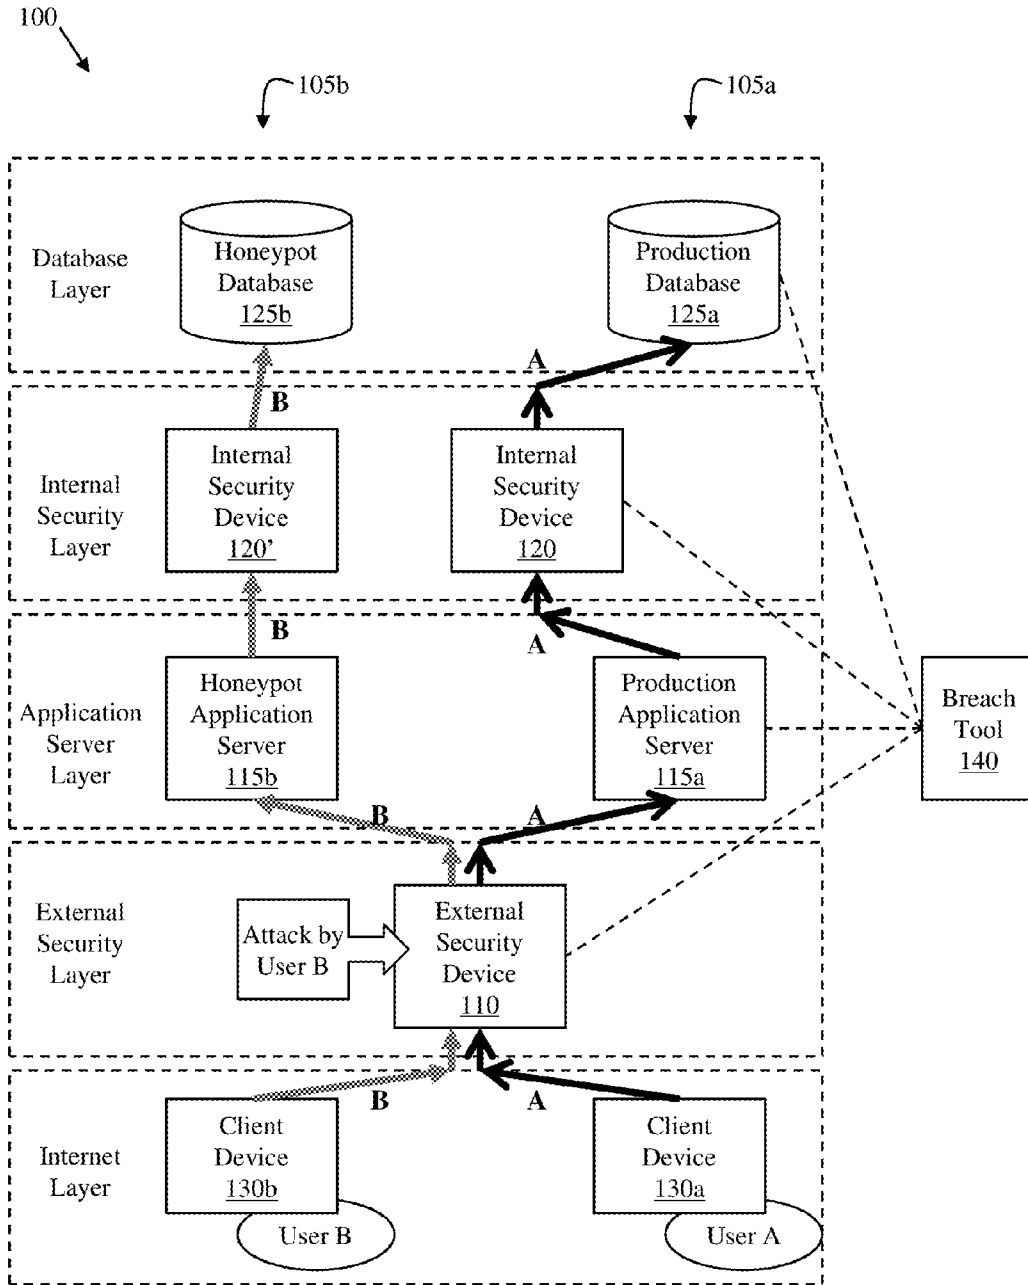 100
105b
105a
Database
Layer
Honeypot
Database
125b
Production
Database
125a
A
B
Internal
Security
Layer
Internal
Security
Device
120’
Internal
Security
Device
120
B
A
Application
Server
Layer
Honeypot
Application
Server
115b
Production
Application
Server
115a
Breach
Tool
140
B
A
External
Security
Layer
Attack by
User B
External
Security
Device
110
B
A
Internet
Layer
Client
Device
130b
User B
Client
Device
130a
User A